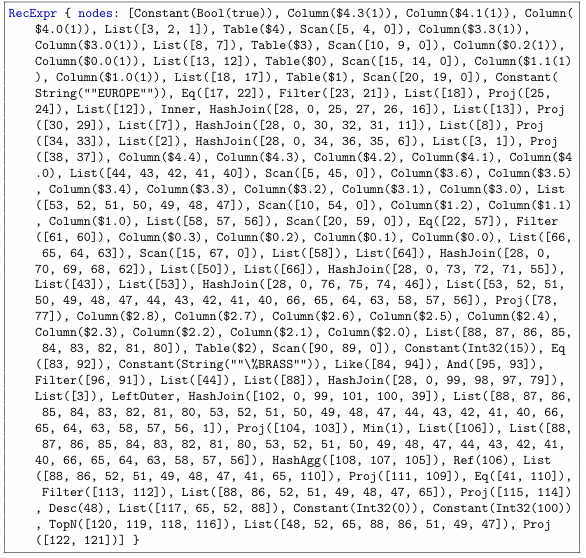 RecExpr { nodes: [Constant(Bool(true)), Column($4.3(1)), Column($4.1(1)), Column(
$4.0(1)), List([3, 2, 1]), Table($4), Scan([5, 4, 0]), Column($3.3(1)),
Column($3.0(1)), List([8, 7]), Table($3), Scan([10, 9, 0]), Column($0.2(1)),
Column($0.0(1)), List([13, 12]), Table($0), Scan([15, 14, 0]), Column($1.1(1)
), Column($1.0(1)), List([18, 17]), Table($1), Scan([20, 19, 0]), Constant(
String(""EUROPE"")), Eq([17, 22]), Filter([23, 21]), List([18]), Proj([25,
24]), List([12]), Inner, HashJoin([28, 0, 25, 27, 26, 16]), List([13]), Proj
([30, 29]), List([7]), HashJoin([28, 0, 30, 32, 31, 11]), List([8]), Proj
([34, 33]), List([2]), HashJoin([28, 0, 34, 36, 35, 6]), List([3, 1]), Proj
([38, 37]), Column($4.4), Column($4.3), Column($4.2), Column($4.1), Column($4
.0), List([44, 43, 42, 41, 40]), Scan([5, 45, 0]), Column($3.6), Column($3.5)
, Column($3.4), Column($3.3), Column($3.2), Column($3.1), Column($3.0), List
([53, 52, 51, 50, 49, 48, 47]), Scan([10, 54, 0]), Column($1.2), Column($1.1)
, Column($1.0), List([58, 57, 56]), Scan([20, 59, 0]), Eq([22, 57]), Filter
([61, 60]), Column($0.3), Column($0.2), Column($0.1), Column($0.0), List([66,
65, 64, 63]), Scan([15, 67, 0]), List([58]), List([64]), HashJoin([28, 0,
70, 69, 68, 62]), List([50]), List([66]), HashJoin([28, 0, 73, 72, 71, 55]),
List([43]), List([53]), HashJoin([28, 0, 76, 75, 74, 46]), List([53, 52, 51,
50, 49, 48, 47, 44, 43, 42, 41, 40, 66, 65, 64, 63, 58, 57, 56]), Proj([78,
77]), Column($2.8), Column($2.7), Column($2.6), Column($2.5), Column($2.4),
Column($2.3), Column($2.2), Column($2.1), Column($2.0), List([88, 87, 86, 85,
84, 83, 82, 81, 80]), Table($2), Scan([90, 89, 0]), Constant(Int32(15)), Eq
([83, 92]), Constant(String(""\%BRASS"")), Like([84, 94]), And([95, 93]),
Filter([96, 91]), List([44]), List([88]), HashJoin([28, 0, 99, 98, 97, 79]),
List([3]), LeftOuter, HashJoin([102, 0, 99, 101, 100, 39]), List([88, 87, 86,
85, 84, 83, 82, 81, 80, 53, 52, 51, 50, 49, 48, 47, 44, 43, 42, 41, 40, 66,
65, 64, 63, 58, 57, 56, 1]), Proj([104, 103]), Min(1), List([106]), List([88,
87, 86, 85, 84, 83, 82, 81, 80, 53, 52, 51, 50, 49, 48, 47, 44, 43, 42, 41,
40, 66, 65, 64, 63, 58, 57, 56]), HashAgg([108, 107, 105]), Ref(106), List
([88, 86, 52, 51, 49, 48, 47, 41, 65, 110]), Proj([111, 109]), Eq([41, 110]),
Filter([113, 112]), List([88, 86, 52, 51, 49, 48, 47, 65]), Proj([115, 114])
, Desc(48), List([117, 65, 52, 88]), Constant(Int32(0)), Constant(Int32(100))
, TopN([120, 119, 118, 116]), List([48, 52, 65, 88, 86, 51, 49, 47]), Proj
([122, 121])] }